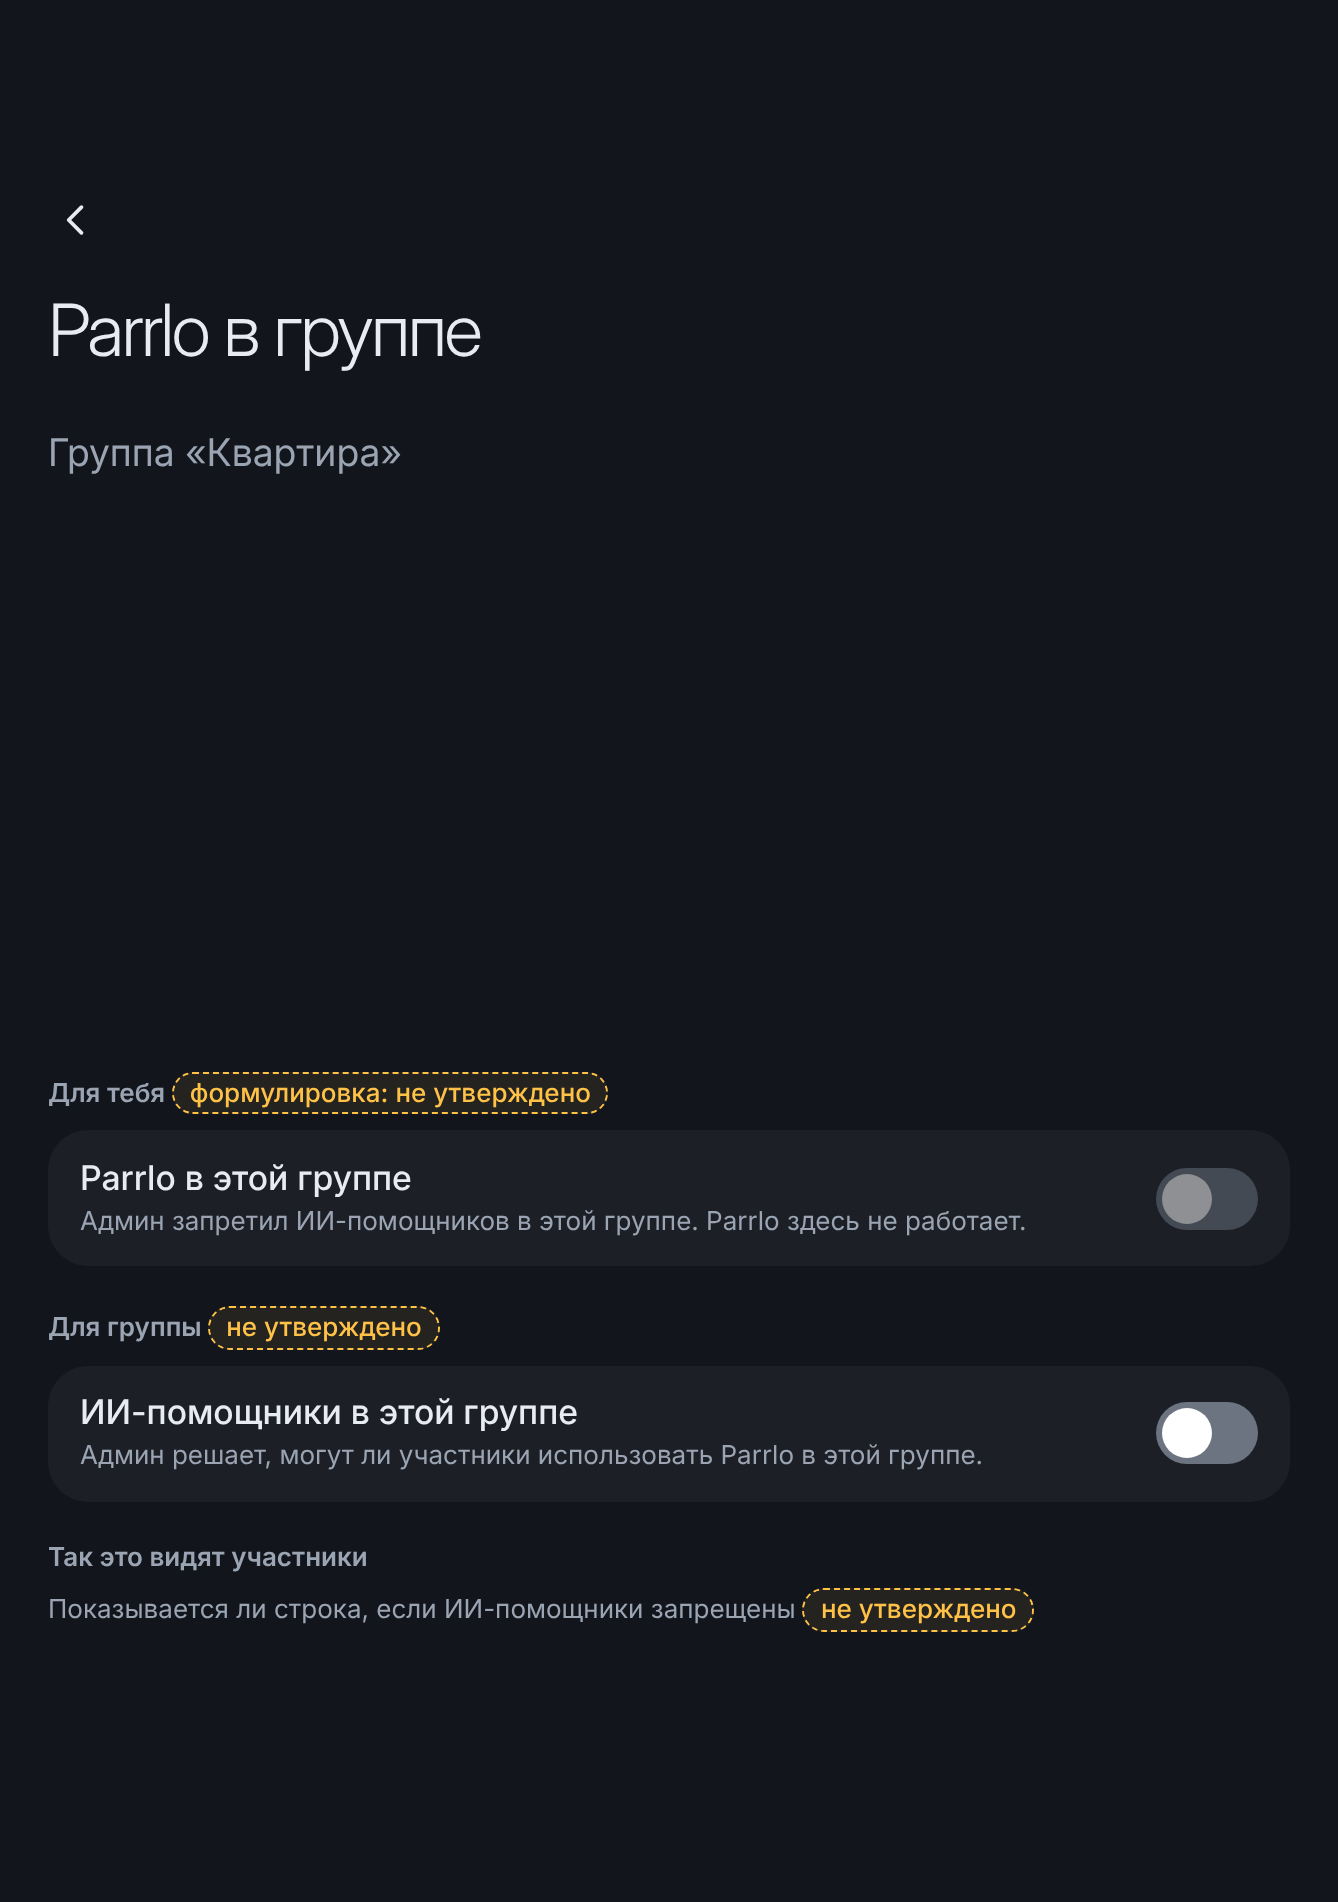 Parrlo в группе
Группа «Квартира»
Для тебя формулировка: не утверждено
Parrlo в этой группе
Админ запретил ИИ-помощников в этой группе. Parrlo здесь не работает.
Для группы не утверждено
ИИ-помощники в этой группе
Админ решает, могут ли участники использовать Parrlo в этой группе.
Так это видят участники
Показывается ли строка, если ИИ-помощники запрещены не утверждено